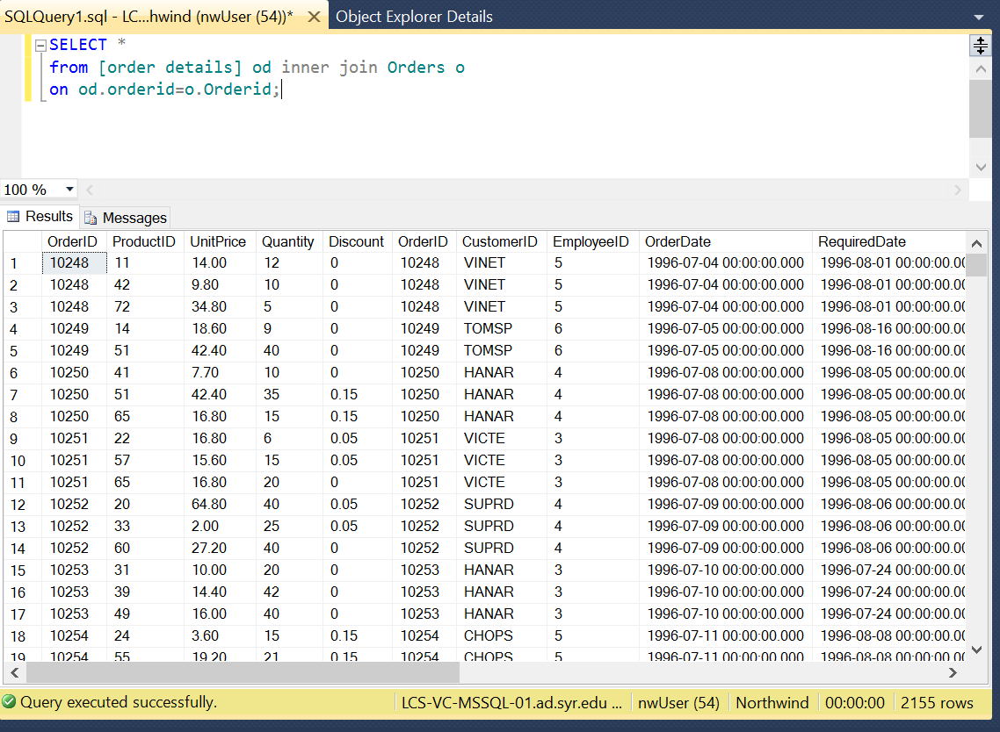 SQLQuery1.sql - LC...hwind (nwUser (54))* Object Explorer Details
SELECT *
from [order details] od inner join Orders o
on od.orderid=o.Orderid;
100 %
Results Messages
OrderID ProductID UnitPrice Quantity Discount OrderID CustomerID EmployeeID OrderDate RequiredDate
1 10248 11 14.00 12 0 10248 VINET 5 1996-07-04 00:00:00.000 1996-08-01 00:00:00.00
2 10248 42 9.80 10 0 10248 VINET 5 1996-07-04 00:00:00.000 1996-08-01 00:00:00.00
3 10248 72 34.80 5 0 10248 VINET 5 1996-07-04 00:00:00.000 1996-08-01 00:00:00.00
4 10249 14 18.60 9 0 10249 TOMSP 6 1996-07-05 00:00:00.000 1996-08-16 00:00:00.00
5 10249 51 42.40 40 0 10249 TOMSP 6 1996-07-05 00:00:00.000 1996-08-16 00:00:00.00
6 10250 41 7.70 10 0 10250 HANAR 4 1996-07-08 00:00:00.000 1996-08-05 00:00:00.00
7 10250 51 42.40 35 0.15 10250 HANAR 4 1996-07-08 00:00:00.000 1996-08-05 00:00:00.00
8 10250 65 16.80 15 0.15 10250 HANAR 4 1996-07-08 00:00:00.000 1996-08-05 00:00:00.00
9 10251 22 16.80 6 0.05 10251 VICTE 3 1996-07-08 00:00:00.000 1996-08-05 00:00:00.00
10 10251 57 15.60 15 0.05 10251 VICTE 3 1996-07-08 00:00:00.000 1996-08-05 00:00:00.00
11 10251 65 16.80 20 0 10251 VICTE 3 1996-07-08 00:00:00.000 1996-08-05 00:00:00.00
12 10252 20 64.80 40 0.05 10252 SUPRD 4 1996-07-09 00:00:00.000 1996-08-06 00:00:00.00
13 10252 33 2.00 25 0.05 10252 SUPRD 4 1996-07-09 00:00:00.000 1996-08-06 00:00:00.00
14 10252 60 27.20 40 0 10252 SUPRD 4 1996-07-09 00:00:00.000 1996-08-06 00:00:00.00
15 10253 31 10.00 20 0 10253 HANAR 3 1996-07-10 00:00:00.000 1996-07-24 00:00:00.00
16 10253 39 14.40 42 0 10253 HANAR 3 1996-07-10 00:00:00.000 1996-07-24 00:00:00.00
17 10253 49 16.00 40 0 10253 HANAR 3 1996-07-10 00:00:00.000 1996-07-24 00:00:00.00
18 10254 24 3.60 15 0.15 10254 CHOPS 5 1996-07-11 00:00:00.000 1996-08-08 00:00:00.00
19 10254 55 19.20 21 0.15 10254 CHOPS 5 1996-07-11 00:00:00.000 1996-08-08 00:00:00.00
Query executed successfully. LCS-VC-MSSQL-01.ad.syr.edu ... nwUser (54) Northwind 00:00:00 2155 rows